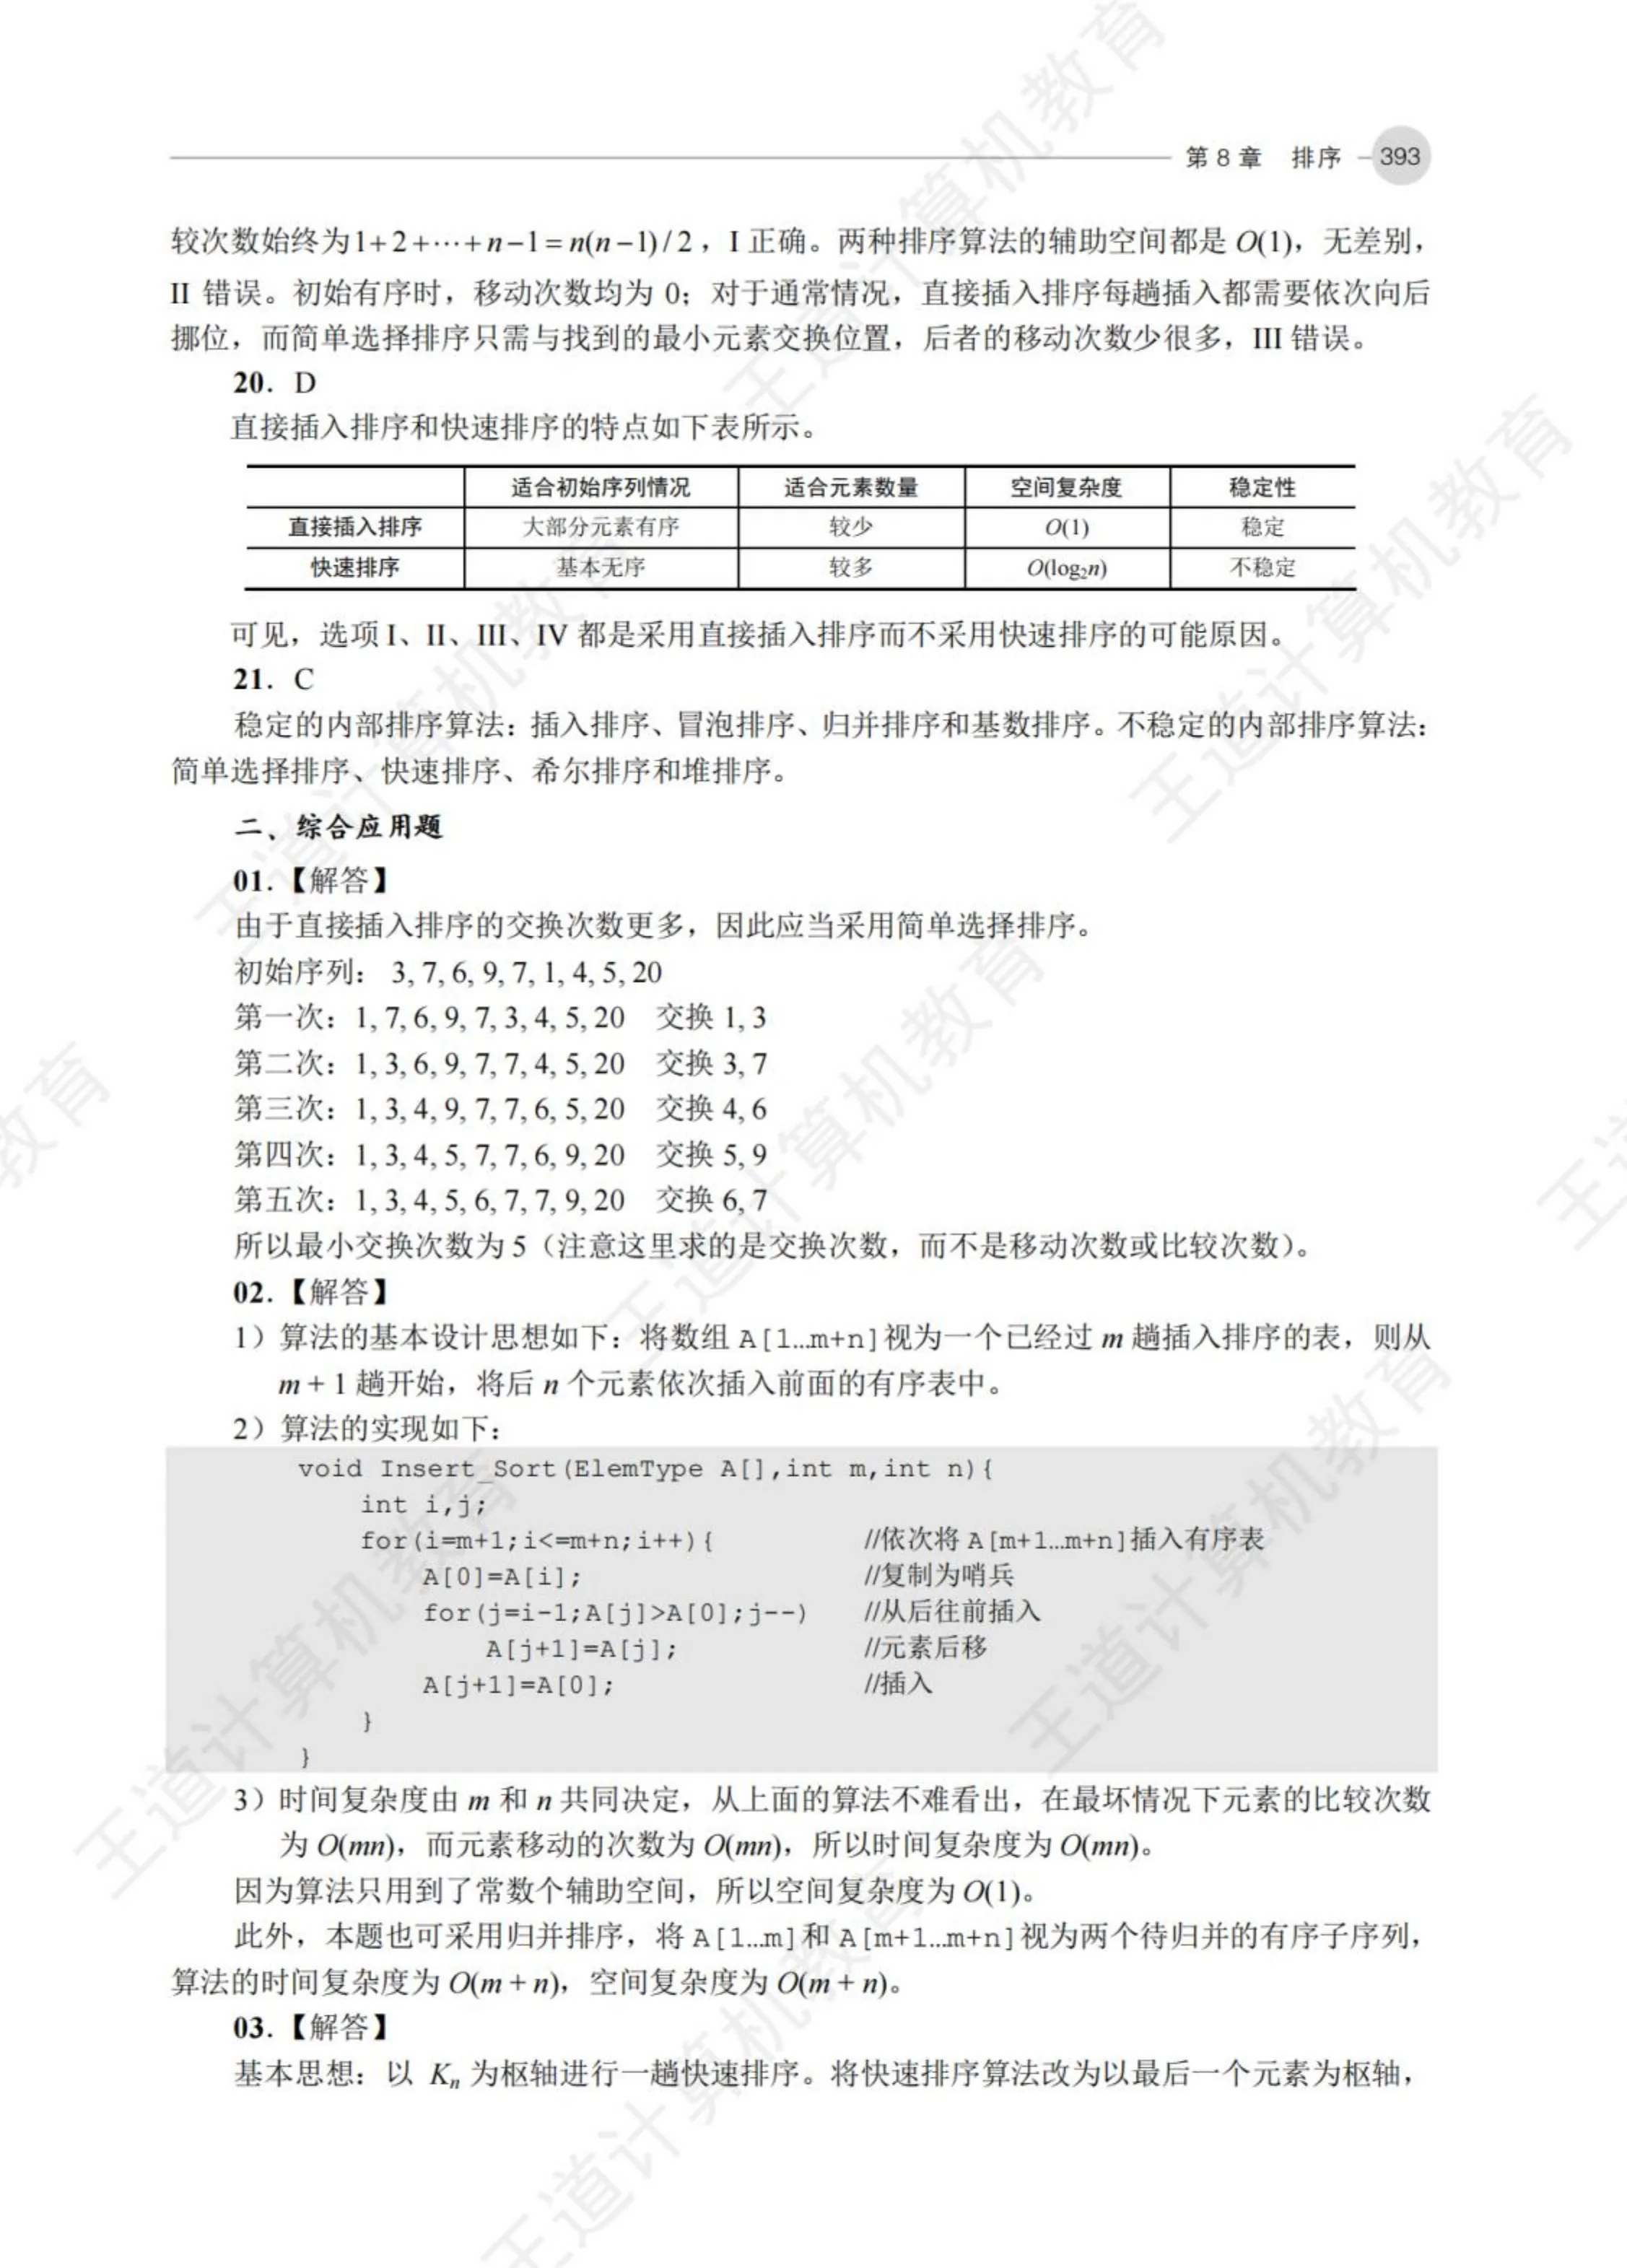 第 8 章 排序 393
较次数始终为1+2+⋯+n−1=n(n−1)/2，I 正确。两种排序算法的辅助空间都是 O(1)，无差别，
II 错误。初始有序时，移动次数均为 0；对于通常情况，直接插入排序每趟插入都需要依次向后
挪位，而简单选择排序只需与找到的最小元素交换位置，后者的移动次数少很多，III 错误。
20. D
直接插入排序和快速排序的特点如下表所示。
适合初始序列情况 适合元素数量 空间复杂度 稳定性
直接插入排序 大部分元素有序 较少 O(1) 稳定
快速排序 基本无序 较多 O(log₂n) 不稳定
可见，选项 I、II、III、IV 都是采用直接插入排序而不采用快速排序的可能原因。
21. C
稳定的内部排序算法：插入排序、冒泡排序、归并排序和基数排序。不稳定的内部排序算法：
简单选择排序、快速排序、希尔排序和堆排序。
二、综合应用题
01.【解答】
由于直接插入排序的交换次数更多，因此应当采用简单选择排序。
初始序列： 3, 7, 6, 9, 7, 1, 4, 5, 20
第一次：1, 7, 6, 9, 7, 3, 4, 5, 20 交换 1, 3
第二次：1, 3, 6, 9, 7, 7, 4, 5, 20 交换 3, 7
第三次：1, 3, 4, 9, 7, 7, 6, 5, 20 交换 4, 6
第四次：1, 3, 4, 5, 7, 7, 6, 9, 20 交换 5, 9
第五次：1, 3, 4, 5, 6, 7, 7, 9, 20 交换 6, 7
所以最小交换次数为 5（注意这里求的是交换次数，而不是移动次数或比较次数）。
02.【解答】
1）算法的基本设计思想如下：将数组 A[1…m+n]视为一个已经过 m 趟插入排序的表，则从
m + 1 趟开始，将后 n 个元素依次插入前面的有序表中。
2）算法的实现如下：
void Insert_Sort(ElemType A[],int m,int n){
int i,j;
for(i=m+1;i<=m+n;i++){ //依次将 A[m+1…m+n]插入有序表
A[0]=A[i]; //复制为哨兵
for(j=i-1;A[j]>A[0];j--) //从后往前插入
A[j+1]=A[j]; //元素后移
A[j+1]=A[0]; //插入
}
}
3）时间复杂度由 m 和 n 共同决定，从上面的算法不难看出，在最坏情况下元素的比较次数
为 O(mn)，而元素移动的次数为 O(mn)，所以时间复杂度为 O(mn)。
因为算法只用到了常数个辅助空间，所以空间复杂度为 O(1)。
此外，本题也可采用归并排序，将 A[1…m]和 A[m+1…m+n]视为两个待归并的有序子序列，
算法的时间复杂度为 O(m + n)，空间复杂度为 O(m + n)。
03.【解答】
基本思想：以 Kₙ 为枢轴进行一趟快速排序。将快速排序算法改为以最后一个元素为枢轴，
王道计算机教育